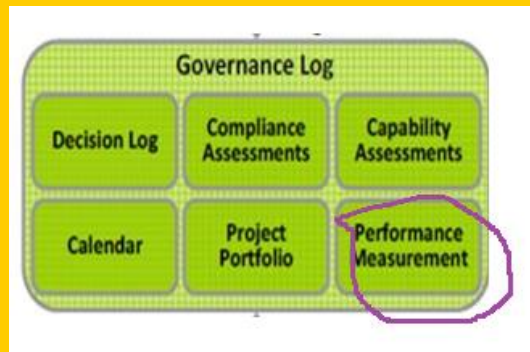 Governance Log
Decision Log
Compliance
Assessments
Capability
Assessments
Calendar
Project
Portfolio
Performance
Measurement